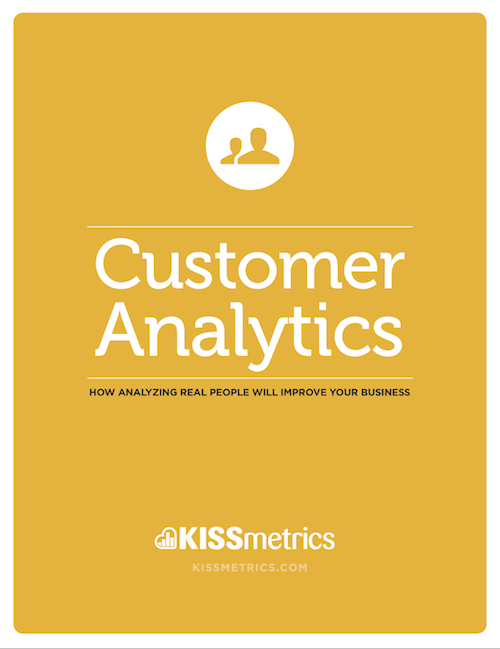 Customer
Analytics
HOW ANALYZING REAL PEOPLE WILL IMPROVE YOUR BUSINESS
KISSmetrics
KISSMETRICS.COM